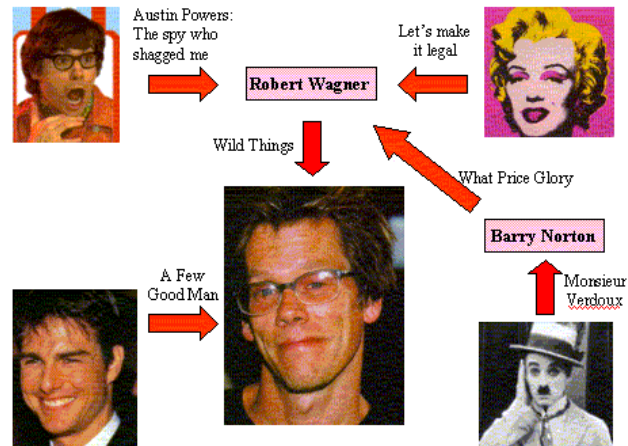 Austin Powers:
The spy who
shagged me
Let's make
it legal
Robert Wagner
Wild Things
What Price Glory
Barry Norton
A Few
Good Man
Monsieur
Verdoux